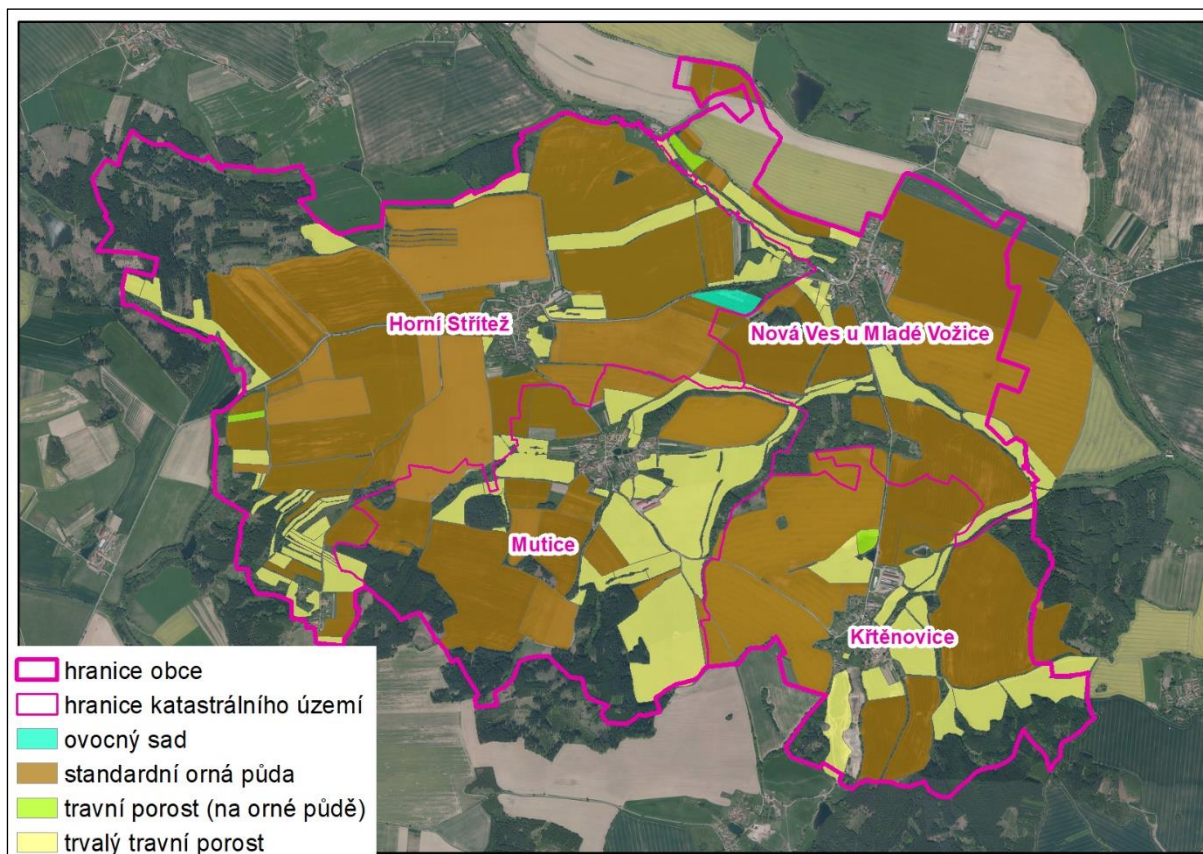 Horní Střítež
Nová Ves u Mladé Vožice
Mutice
Křtěnovice
hranice obce
hranice katastrálního území
ovocný sad
standardní orná půda
travní porost (na orné půdě)
trvalý travní porost